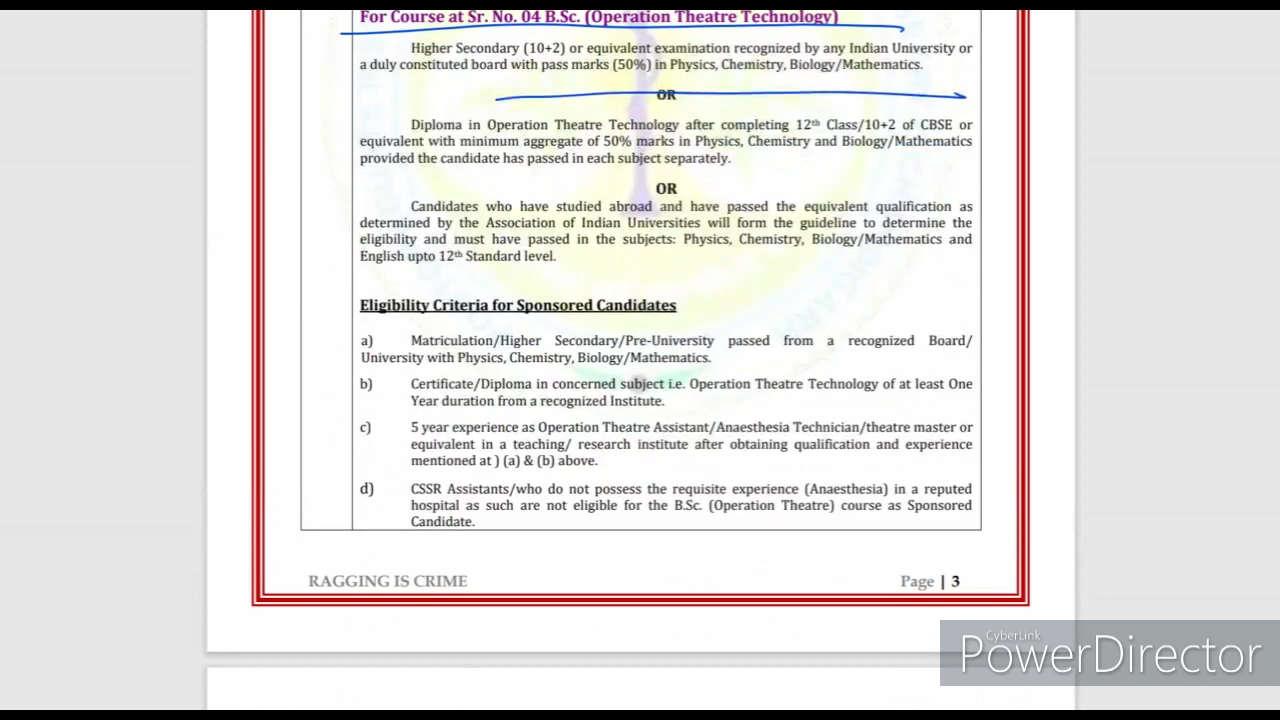 For Course at Sr. No. 04 B.Sc. (Operation Theatre Technology)
Higher Secondary (10+2) or equivalent examination recognized by any Indian University or
a duly constituted board with pass marks (50%) in Physics, Chemistry, Biology/Mathematics.
OR
Diploma in Operation Theatre Technology after completing 12th Class/10+2 of CBSE or
equivalent with minimum aggregate of 50% marks in Physics, Chemistry and Biology/Mathematics
provided the candidate has passed in each subject separately.
OR
Candidates who have studied abroad and have passed the equivalent qualification as
determined by the Association of Indian Universities will form the guideline to determine the
eligibility and must have passed in the subjects: Physics, Chemistry, Biology/Mathematics and
English upto 12th Standard level.
Eligibility Criteria for Sponsored Candidates
a) Matriculation/Higher Secondary/Pre-University passed from a recognized Board/
University with Physics, Chemistry, Biology/Mathematics.
b) Certificate/Diploma in concerned subject i.e. Operation Theatre Technology of at least One
Year duration from a recognized Institute.
c) 5 year experience as Operation Theatre Assistant/Anaesthesia Technician/theatre master or
equivalent in a teaching/ research institute after obtaining qualification and experience
mentioned at ) (a) & (b) above.
d) CSSR Assistants/who do not possess the requisite experience (Anaesthesia) in a reputed
hospital as such are not eligible for the B.Sc. (Operation Theatre) course as Sponsored
Candidate.
RAGGING IS CRIME
Page | 3
CyberLink
PowerDirector